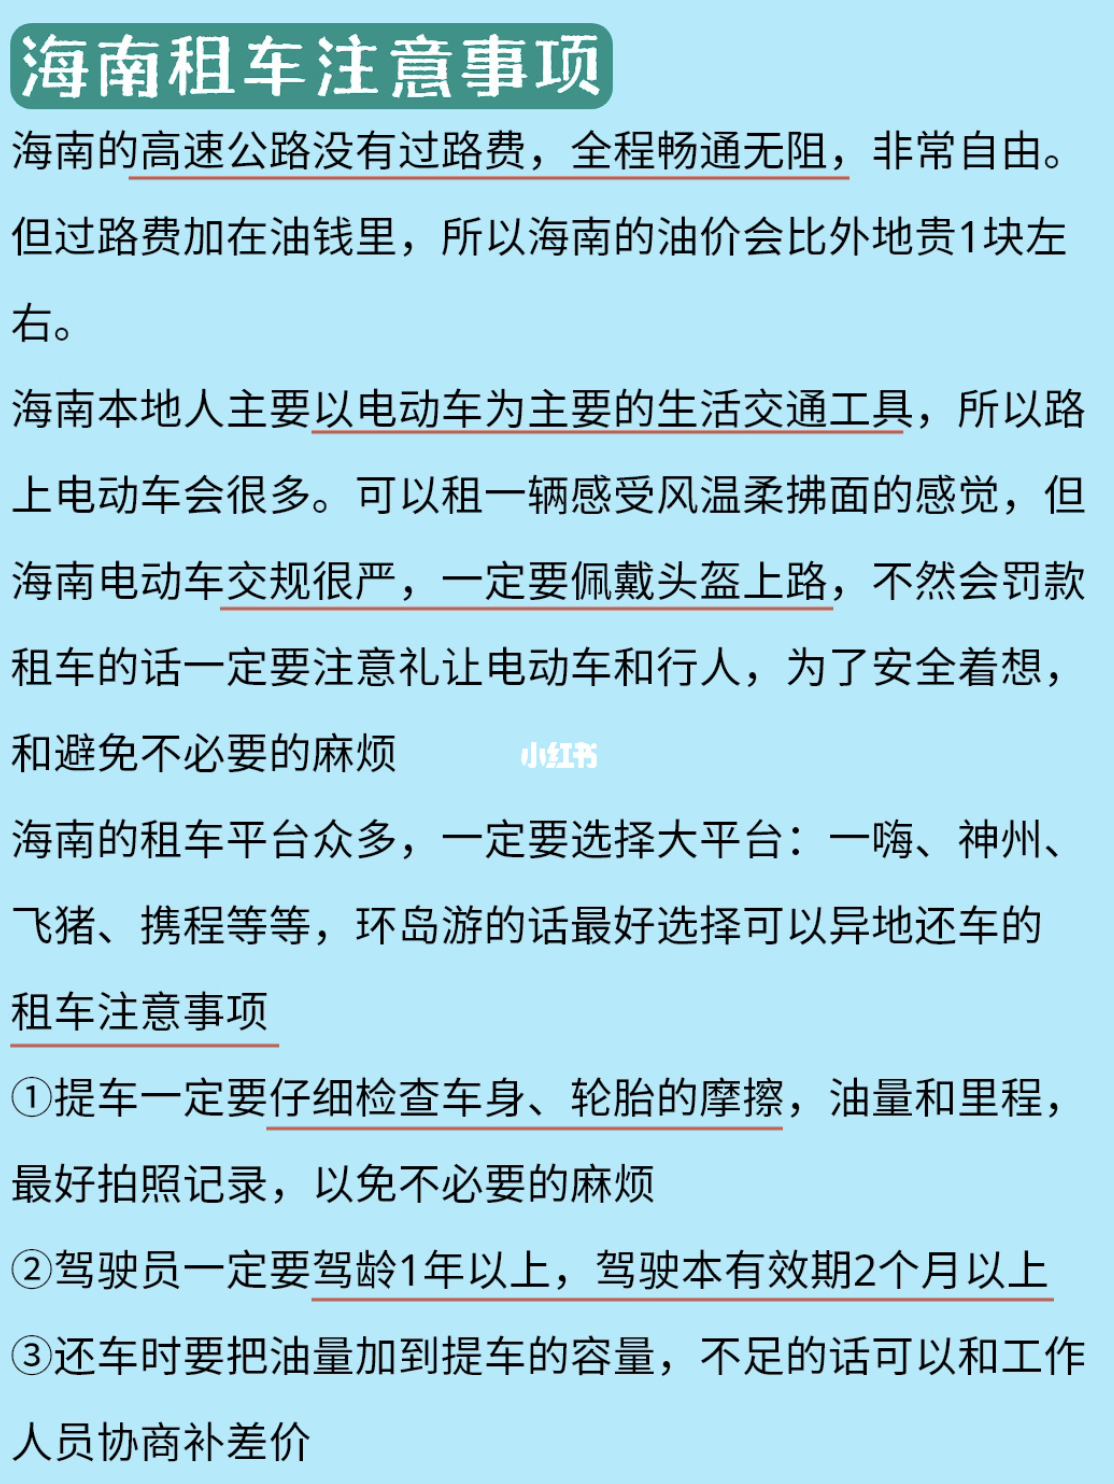 海南租车注意事项
海南的高速公路没有过路费，全程畅通无阻，非常自由。
但过路费加在油钱里，所以海南的油价会比外地贵1块左
右。
海南本地人主要以电动车为主要的生活交通工具，所以路
上电动车会很多。可以租一辆感受风温柔拂面的感觉，但
海南电动车交规很严，一定要佩戴头盔上路，不然会罚款
租车的话一定要注意礼让电动车和行人，为了安全着想，
和避免不必要的麻烦
小红书
海南的租车平台众多，一定要选择大平台：一嗨、神州、
飞猪、携程等等，环岛游的话最好选择可以异地还车的
租车注意事项
①提车一定要仔细检查车身、轮胎的摩擦，油量和里程，
最好拍照记录，以免不必要的麻烦
②驾驶员一定要驾龄1年以上，驾驶本有效期2个月以上
③还车时要把油量加到提车的容量，不足的话可以和工作
人员协商补差价